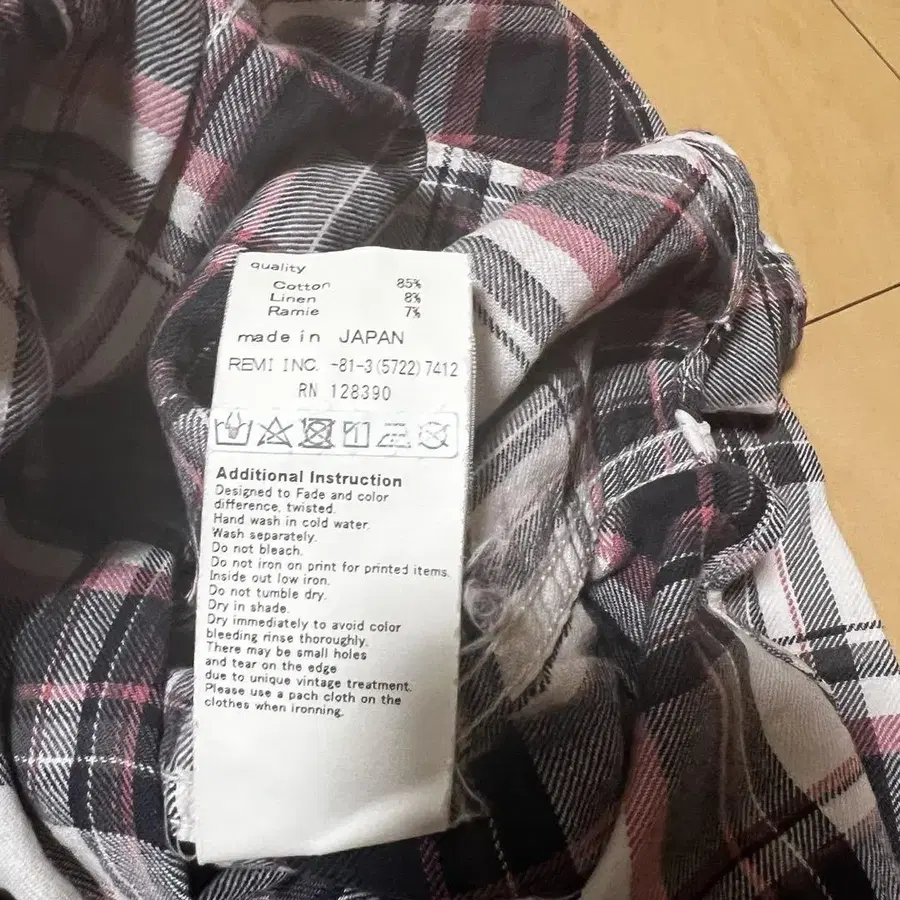 quality
Cotton 85%
Linen 8%
Ramie 7%
made in JAPAN
REMI INC. -81-3(5722)7412
RN 128390
Additional Instruction
Designed to Fade and color
difference, twisted.
Hand wash in cold water.
Wash separately.
Do not bleach.
Do not iron on print for printed items.
Inside out low iron.
Do not tumble dry.
Dry in shade.
Dry immediately to avoid color
bleeding rinse thoroughly.
There may be small holes
and tear on the edge
due to unique vintage treatment.
Please use a pach cloth on the
clothes when ironning.